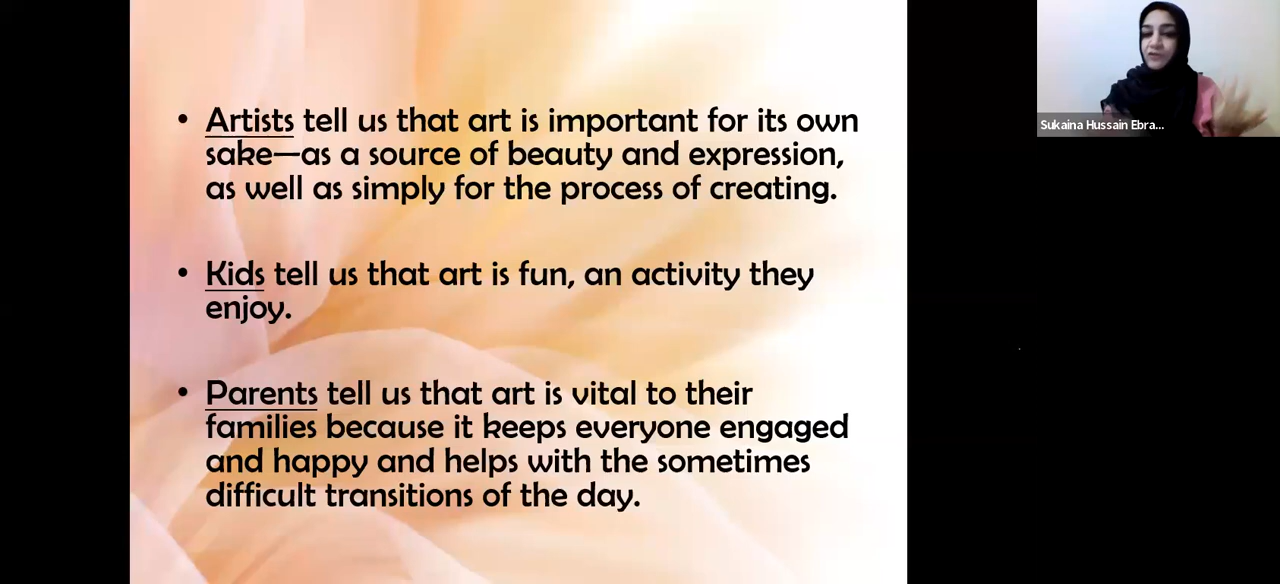 • Artists tell us that art is important for its own
sake—as a source of beauty and expression,
as well as simply for the process of creating.
• Kids tell us that art is fun, an activity they
enjoy.
• Parents tell us that art is vital to their
families because it keeps everyone engaged
and happy and helps with the sometimes
difficult transitions of the day.
Sukaina Hussain Ebra...